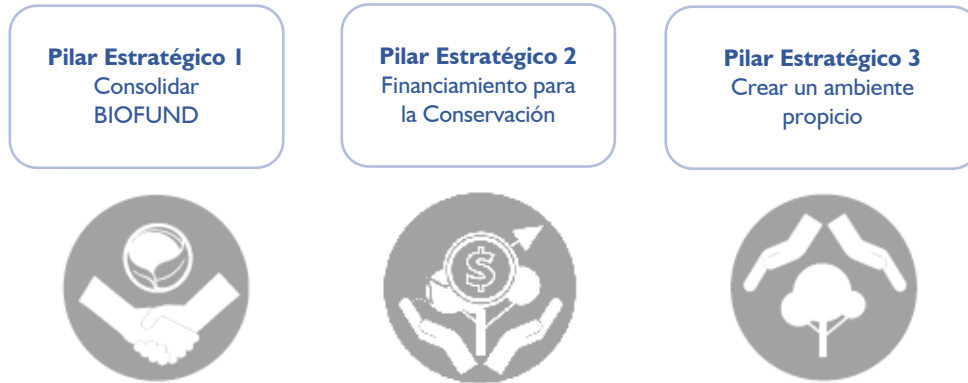 Pilar Estratégico 1
Consolidar
BIOFUND
Pilar Estratégico 2
Financiamiento para
la Conservación
Pilar Estratégico 3
Crear un ambiente
propicio
$